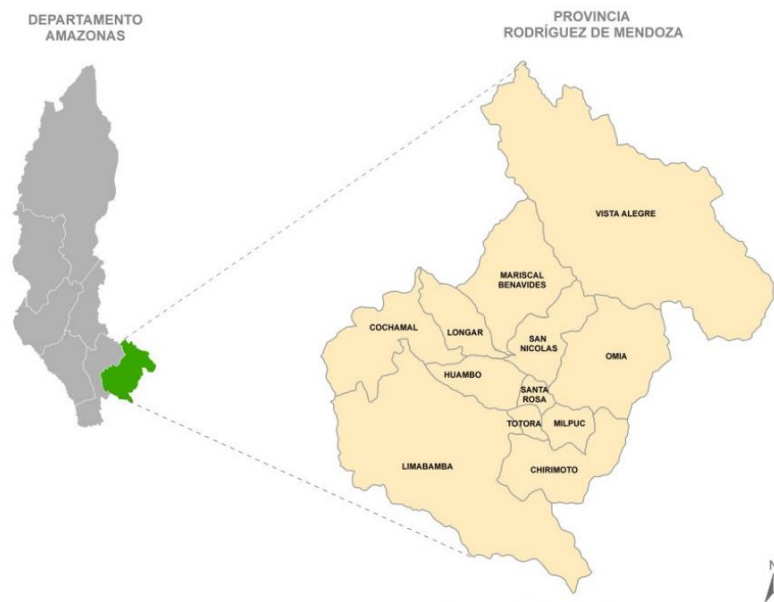 DEPARTAMENTO
AMAZONAS
PROVINCIA
RODRÍGUEZ DE MENDOZA
VISTA ALEGRE
MARISCAL
BENAVIDES
COCHAMAL
LONGAR
SAN
NICOLAS
OMIA
HUAMBO
SANTA
ROSA
TOTORA
MILPUC
LIMABAMBA
CHIRIMOTO
N